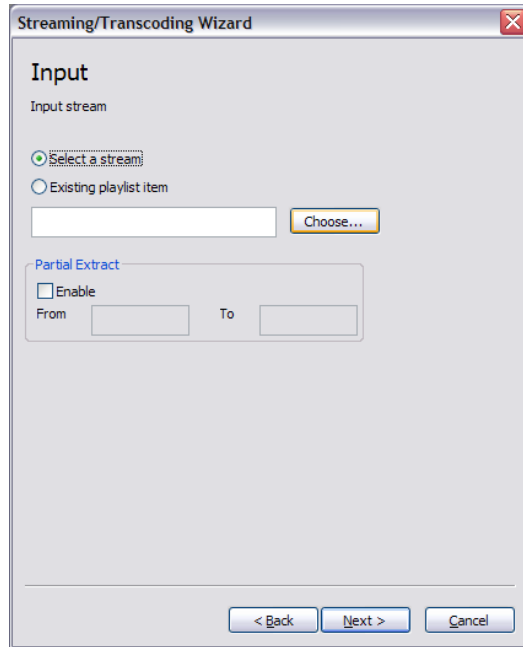 Streaming/Transcoding Wizard
Input
Input stream
Select a stream
Existing playlist item
Choose...
Partial Extract
Enable
From To
< Back Next > Cancel